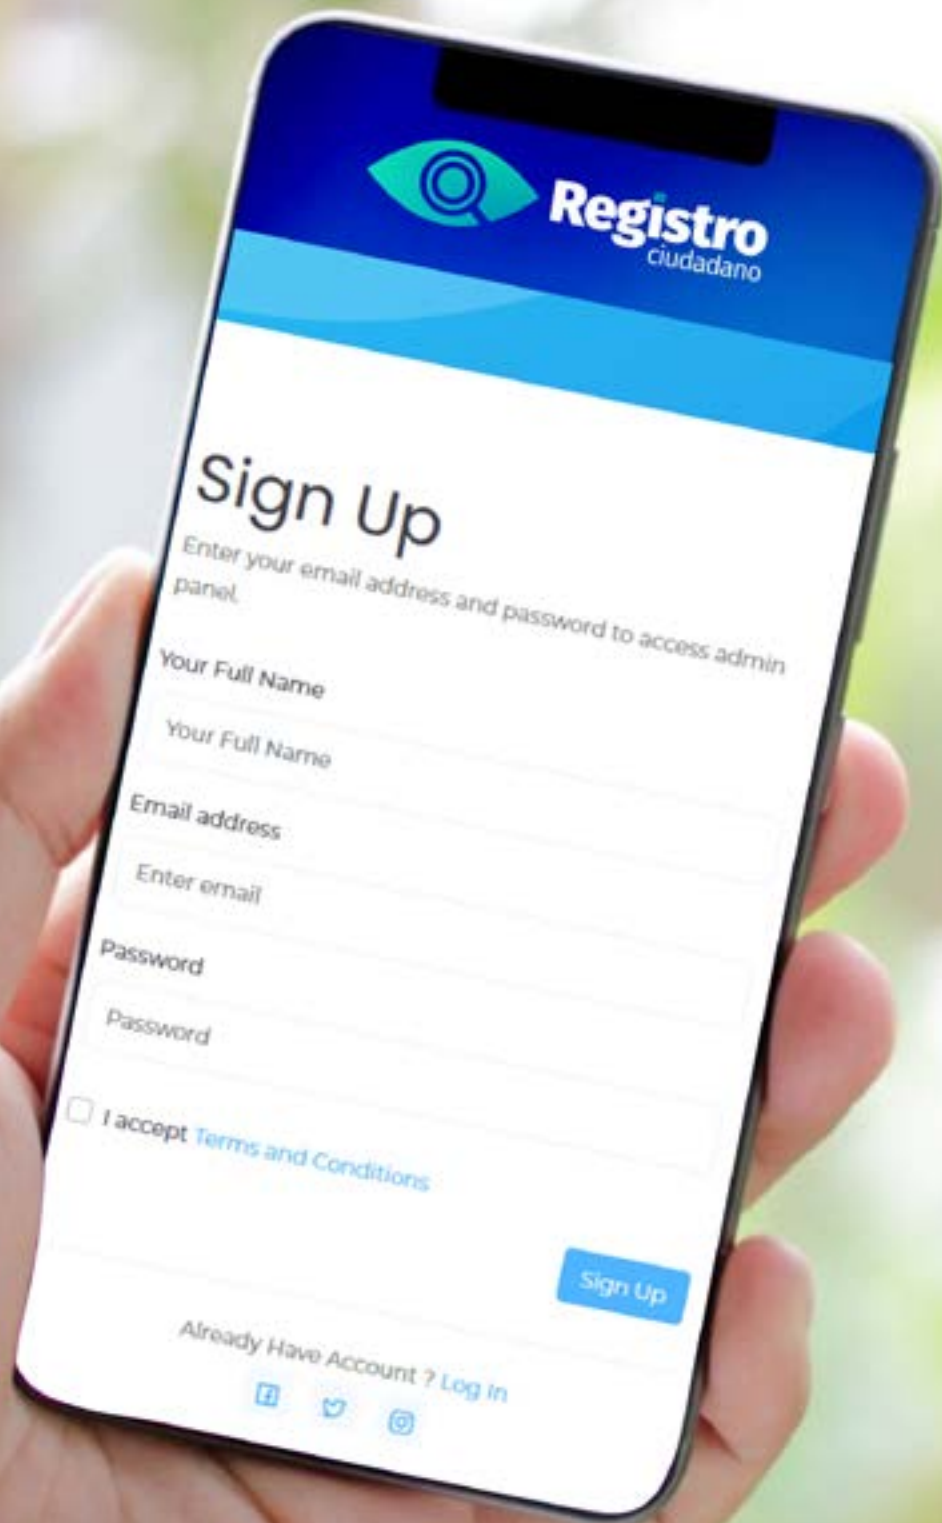 Registro
ciudadano
Sign Up
Enter your email address and password to access admin
panel.
Your Full Name
Your Full Name
Email address
Enter email
Password
Password
I accept Terms and Conditions
Sign Up
Already Have Account ? Log In